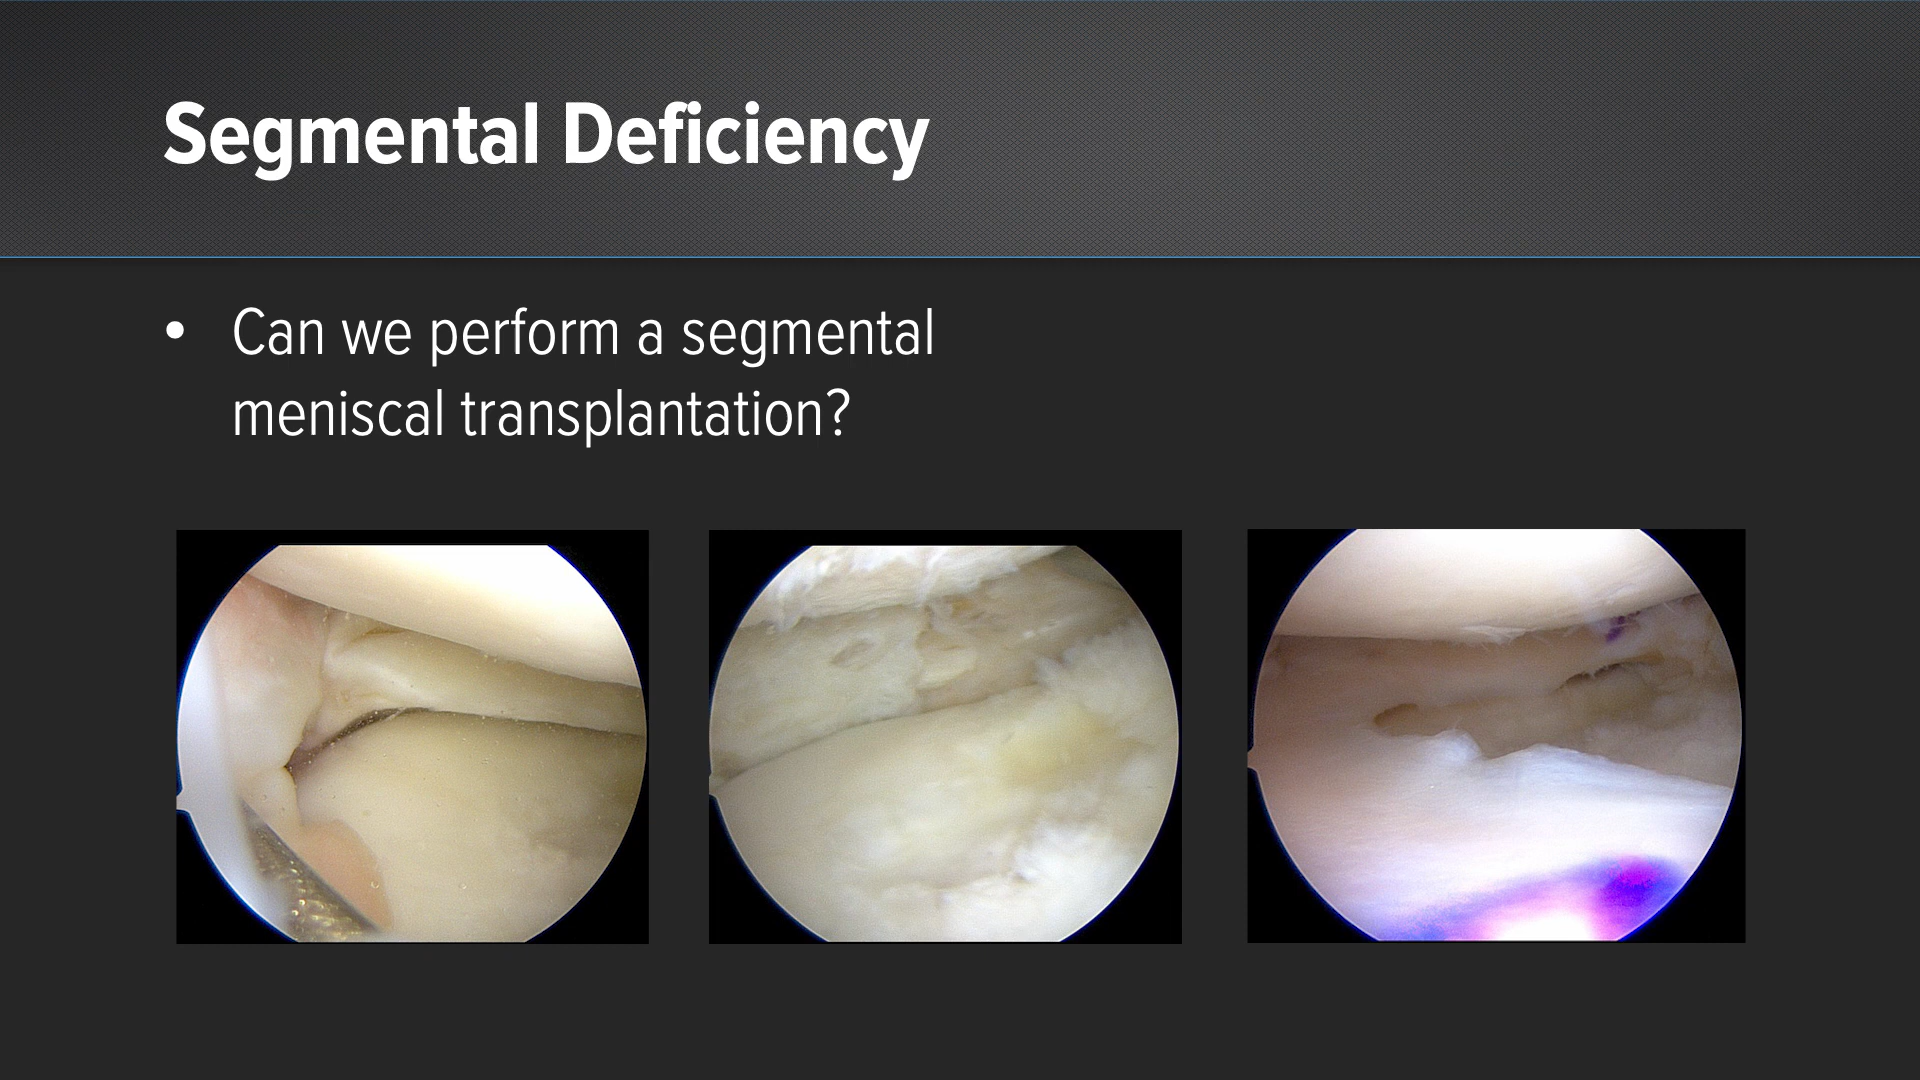 Segmental Deficiency
• Can we perform a segmental
meniscal transplantation?